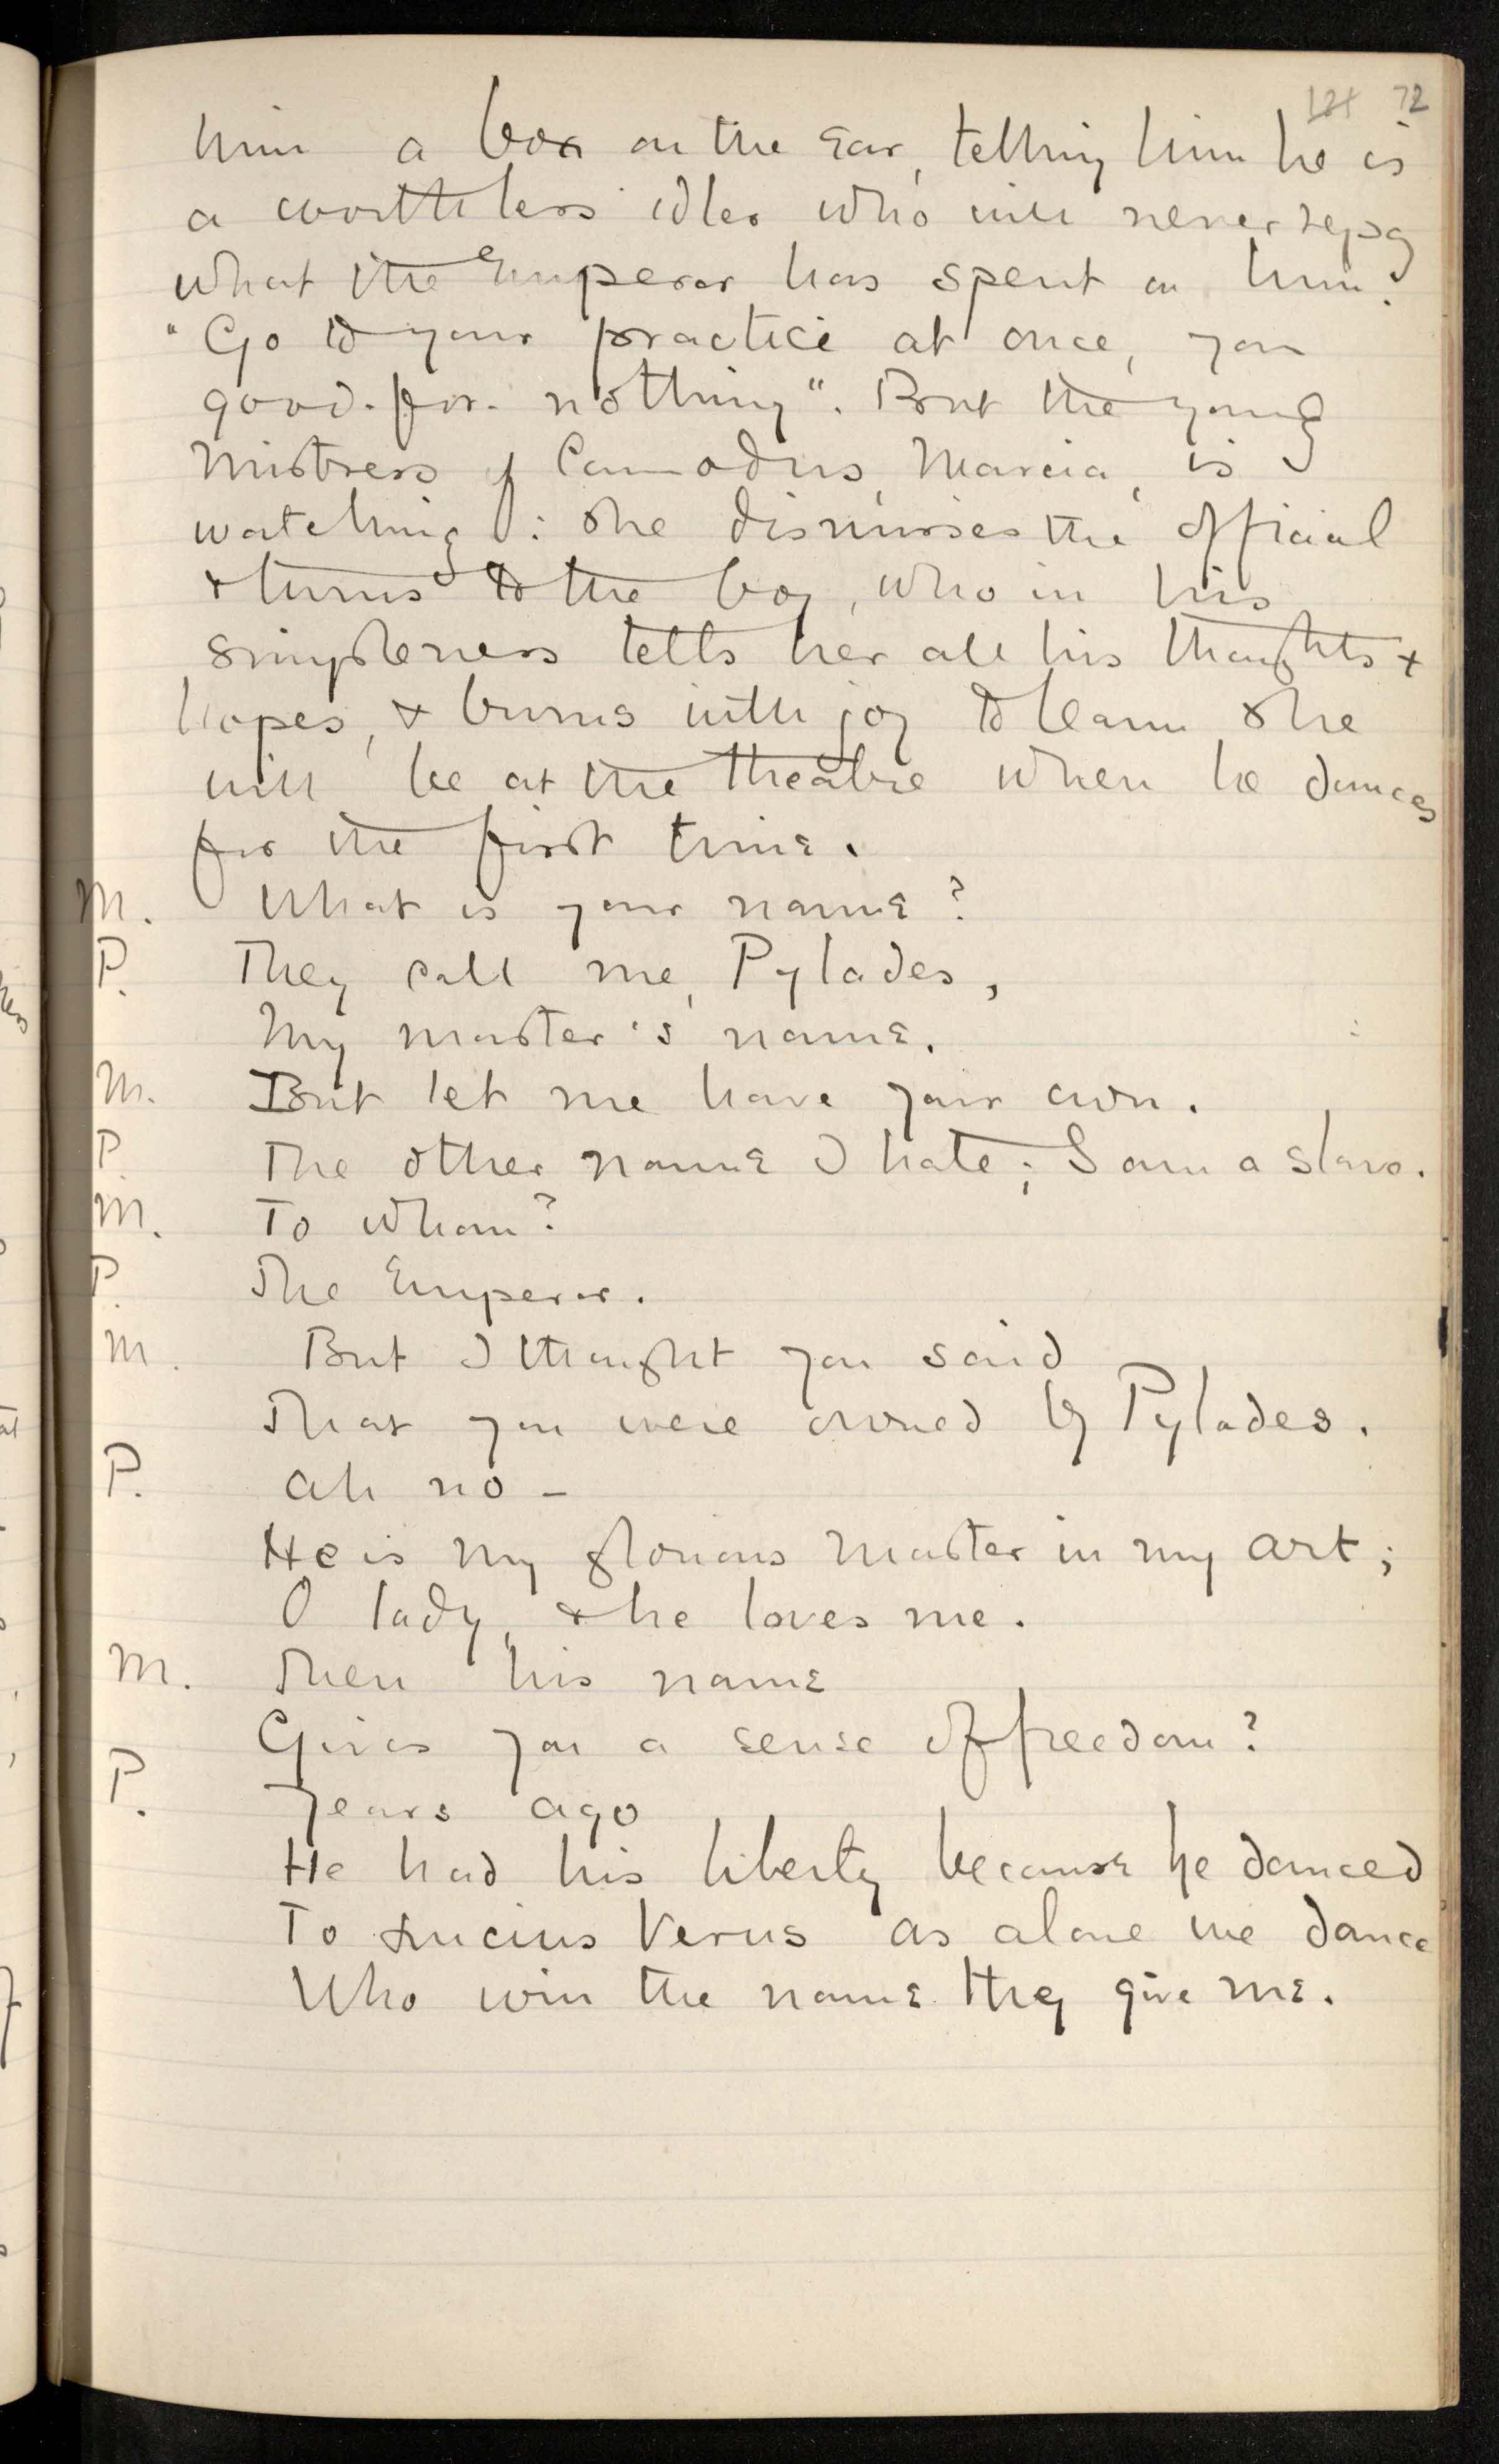 121 72
him a box on the ear, telling him he is
a worthless idler who will never repay
what the Emperor has spent on him.
"Go to your practice at once, you
good-for-nothing". But the young
mistress of Commodus, Marcia, is
watching: she dismisses the official
& turns to the boy, who in his
simpleness tells her all his thoughts &
hopes, & burns with joy to learn she
will be at the theatre when he dances
for the first time.
M. What is your name?
P. They call me, Pylades,
My master's name.
M. But let me have your own.
P. The other name I hate; I am a slave.
M. To whom?
P. The Emperor.
M. But I thought you said
That you were owned by Pylades.
P. Ah no –
He is my glorious master in my art;
O lady, & he loves me.
M. Then his name
Gives you a sense of freedom?
P. Years ago
He had his liberty because he danced
To Lucius Verus as alone we dance
Who win the name they give me.